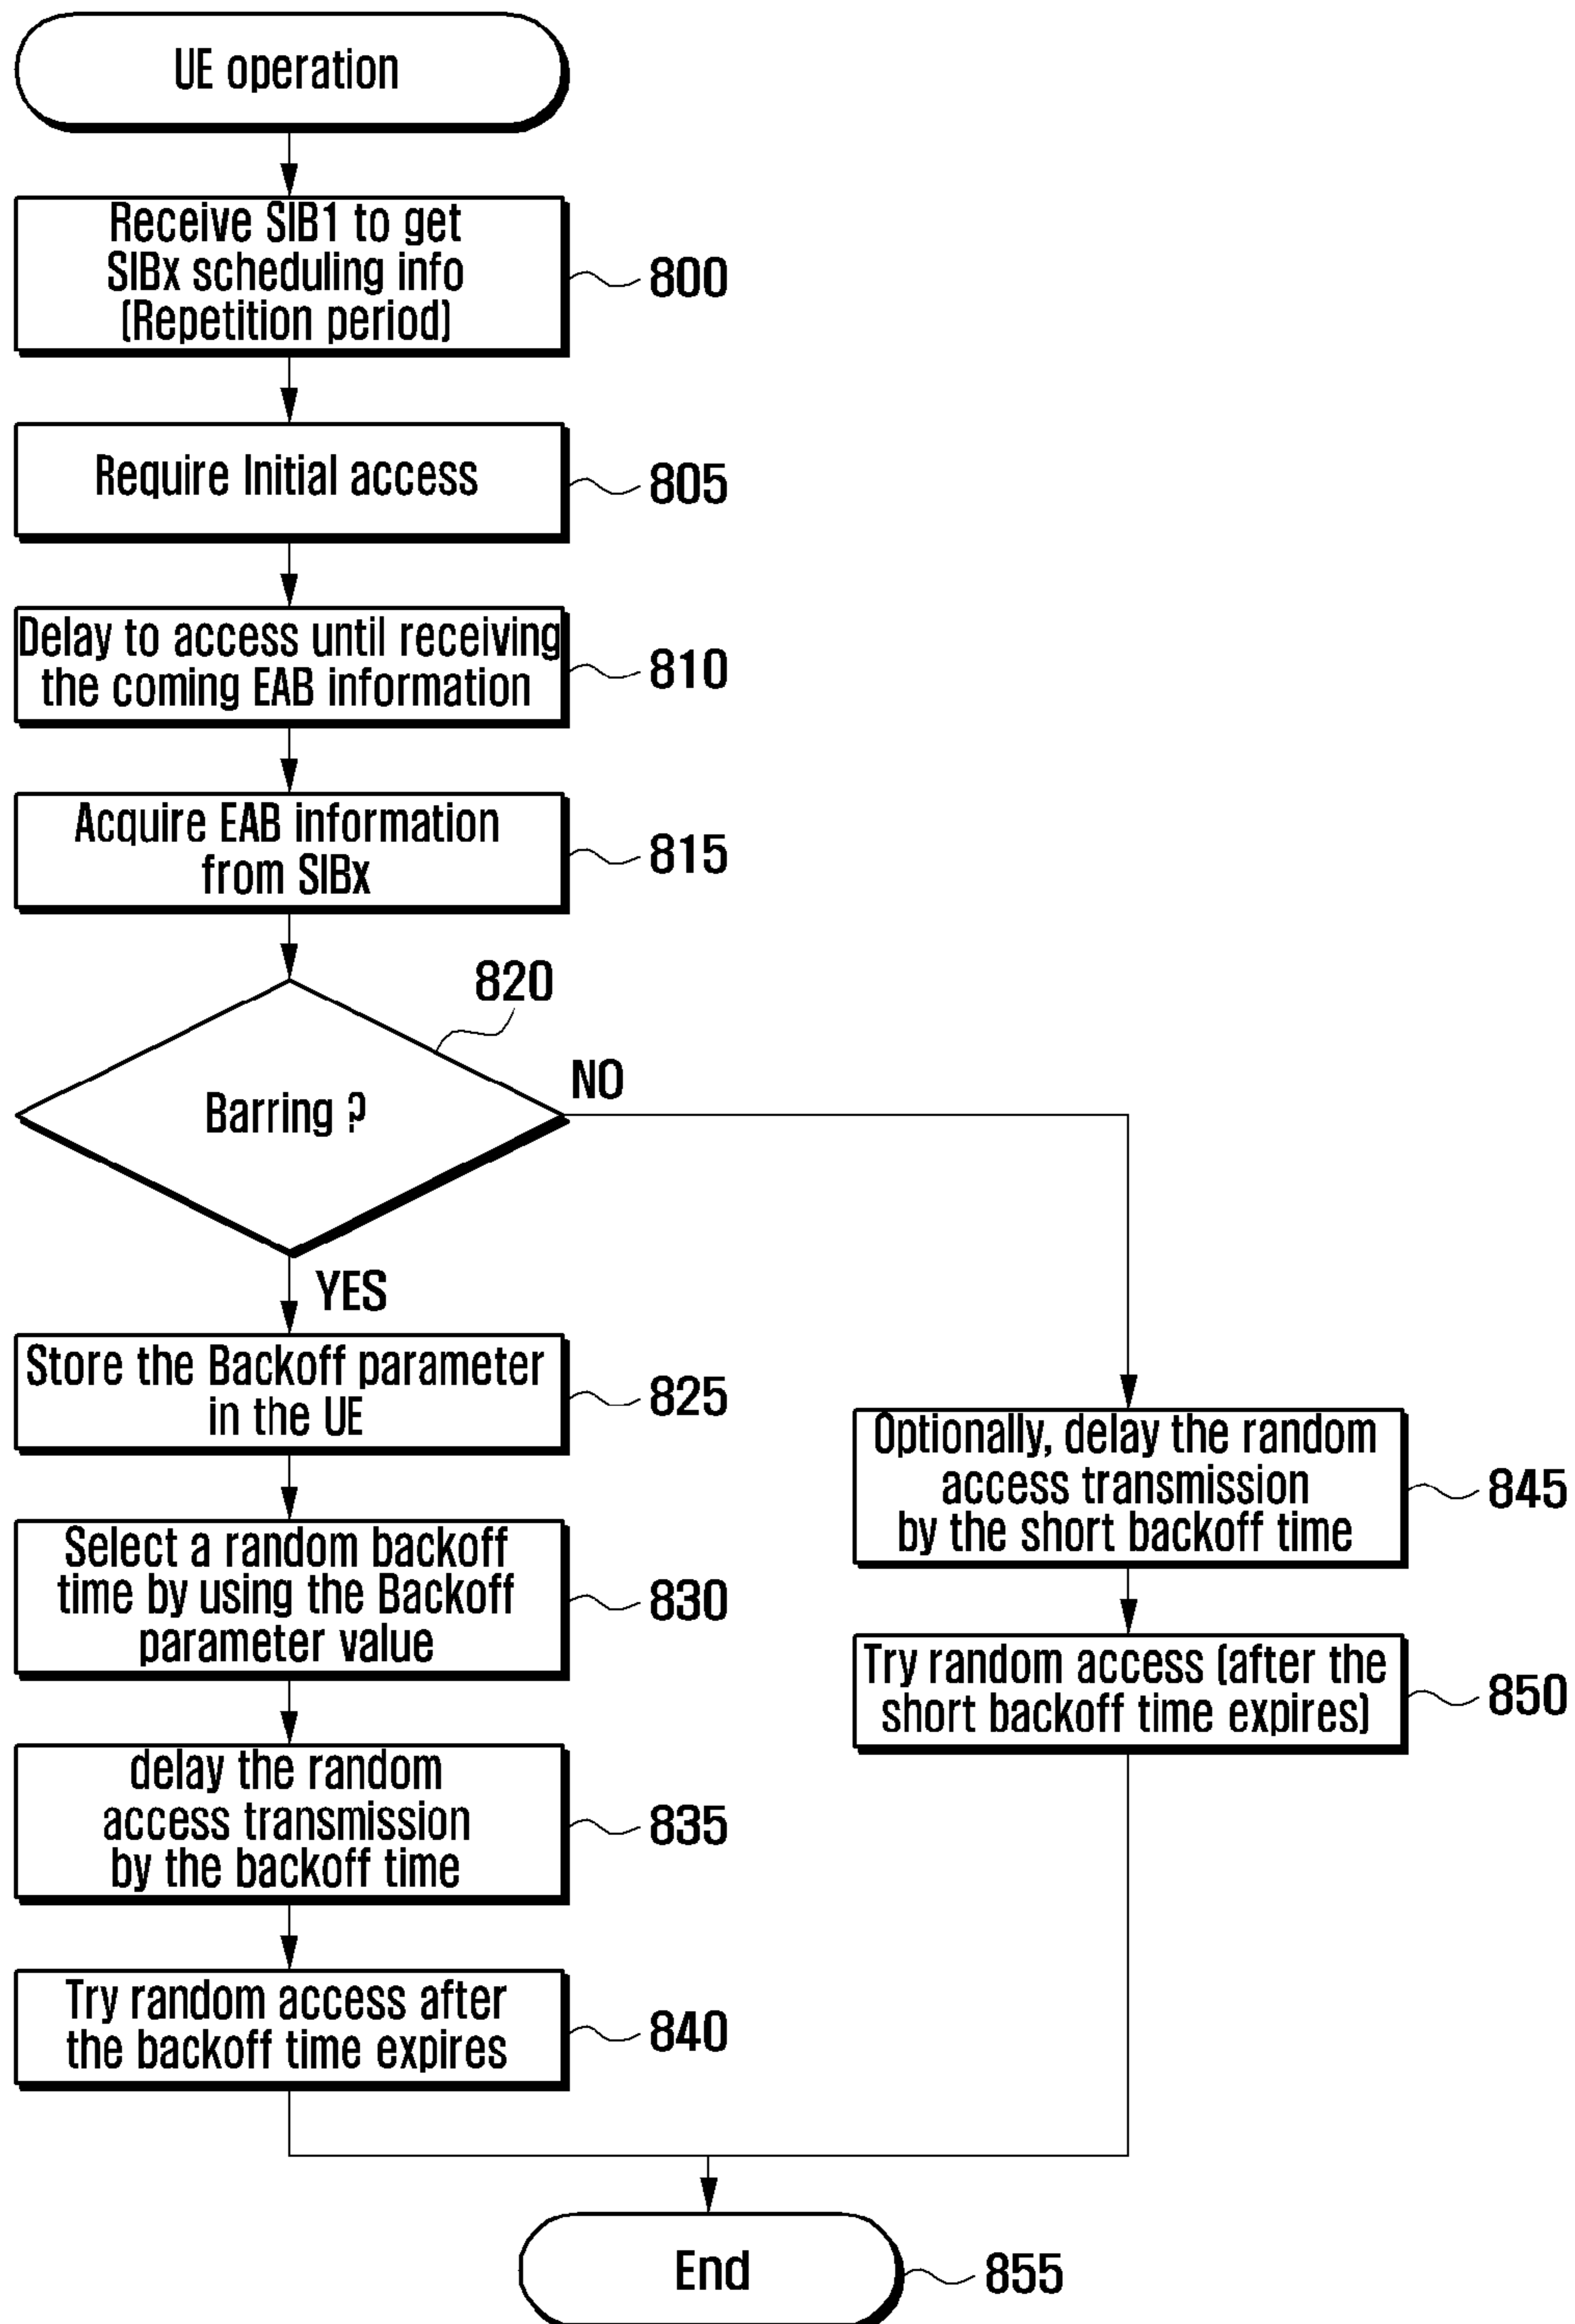 UE operation
Receive SIB1 to get
SIBx scheduling info
(Repetition period)
800
Require Initial access
805
Delay to access until receiving
the coming EAB information
810
Acquire EAB information
from SIBx
815
820
Barring ?
NO
YES
Store the Backoff parameter
in the UE
825
Select a random backoff
time by using the Backoff
parameter value
830
delay the random
access transmission
by the backoff time
835
Try random access after
the backoff time expires
840
Optionally, delay the random
access transmission
by the short backoff time
845
Try random access (after the
short backoff time expires)
850
End
855